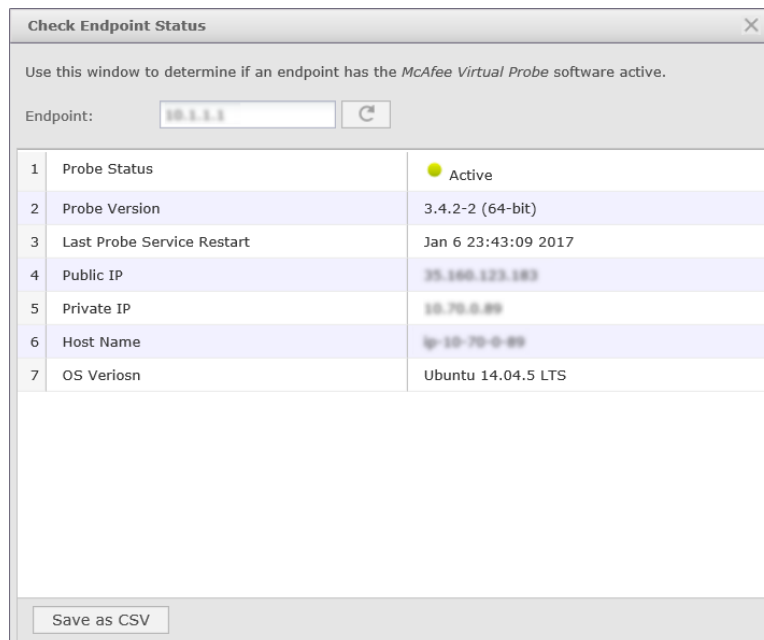 Check Endpoint Status
Use this window to determine if an endpoint has the McAfee Virtual Probe software active.
Endpoint:
1 Probe Status Active
2 Probe Version 3.4.2-2 (64-bit)
3 Last Probe Service Restart Jan 6 23:43:09 2017
4 Public IP
5 Private IP
6 Host Name
7 OS Veriosn Ubuntu 14.04.5 LTS
Save as CSV